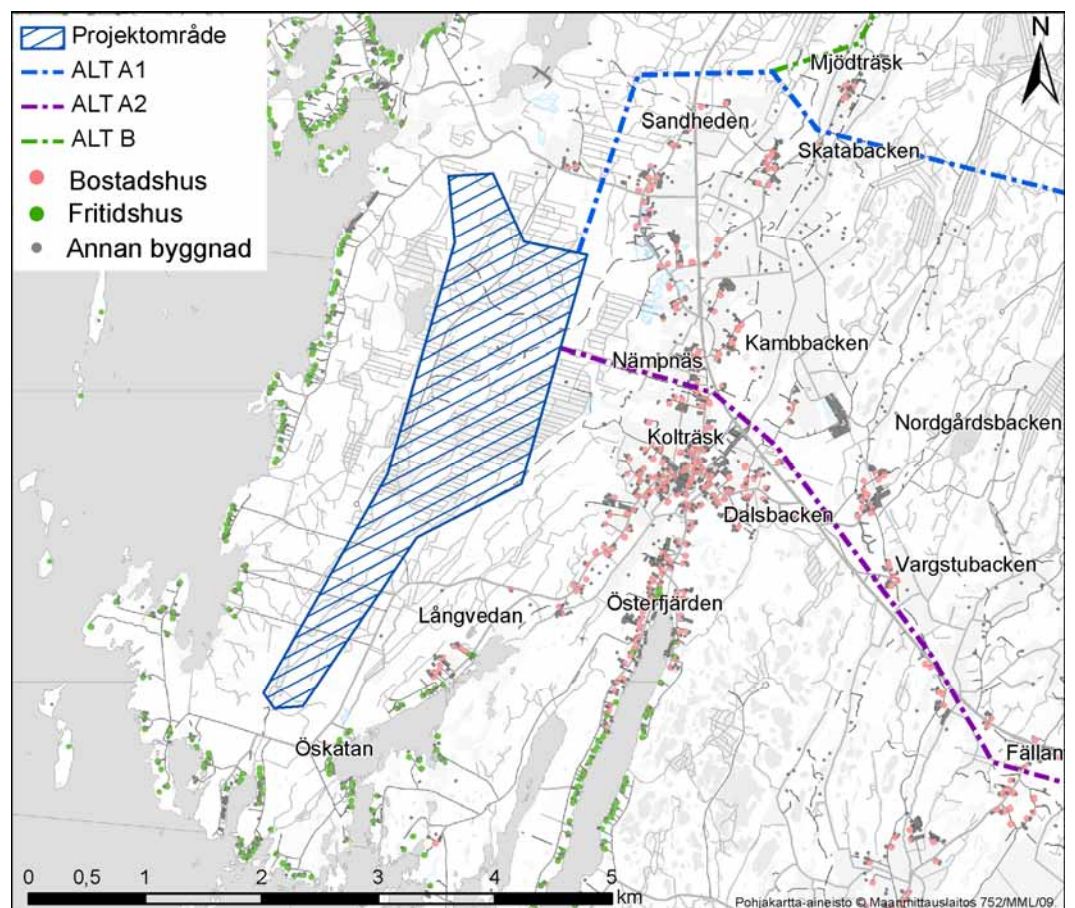 Projektområde
ALT A1
ALT A2
ALT B
Bostadshus
Fritidshus
Annan byggnad
N
Mjödträsk
Sandheden
Skatabacken
Kambbacken
Nämpnäs
Nordgårdsbacken
Kolträsk
Dalsbacken
Vargstubacken
Österfjärden
Långvedan
Öskatan
Fällan
0 0,5 1 2 3 4 5
km
Pohjakartta-aineisto © Maanmittauslaitos 752/MML/09.